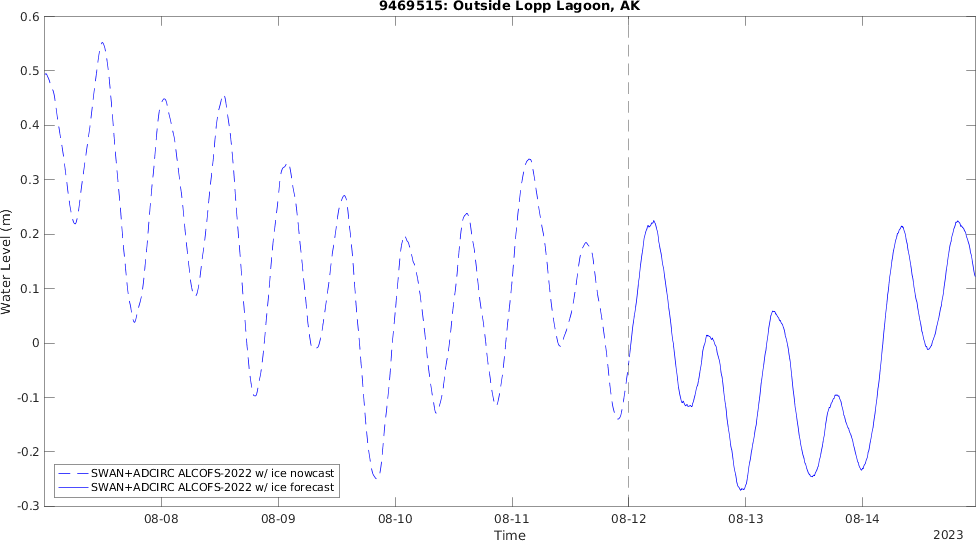 9469515: Outside Lopp Lagoon, AK
0.6
0.5
0.4
0.3
0.2
0.1
0
-0.1
-0.2
-0.3
Water Level (m)
SWAN+ADCIRC ALCOFS-2022 w/ ice nowcast
SWAN+ADCIRC ALCOFS-2022 w/ ice forecast
08-08 08-09 08-10 08-11 08-12 08-13 08-14
Time
2023